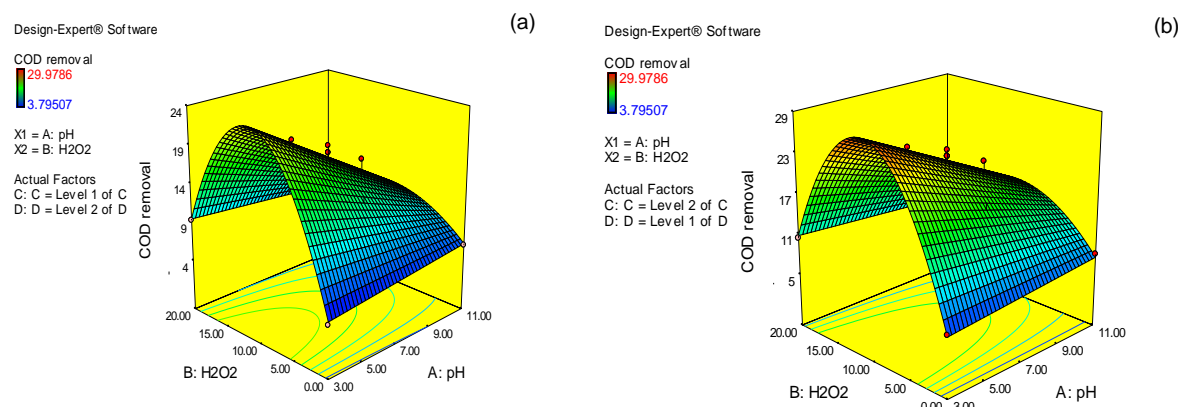 (a)
Design-Expert® Software
COD removal
29.9786
3.79507
X1 = A: pH
X2 = B: H2O2
Actual Factors
C: C = Level 1 of C
D: D = Level 2 of D
COD removal
24
19
14
9
4
20.00
15.00
10.00
5.00
0.00
B: H2O2
3.00
5.00
7.00
9.00
11.00
A: pH
(b)
Design-Expert® Software
COD removal
29.9786
3.79507
X1 = A: pH
X2 = B: H2O2
Actual Factors
C: C = Level 2 of C
D: D = Level 1 of D
COD removal
29
23
17
11
5
20.00
15.00
10.00
5.00
0.00
B: H2O2
3.00
5.00
7.00
9.00
11.00
A: pH